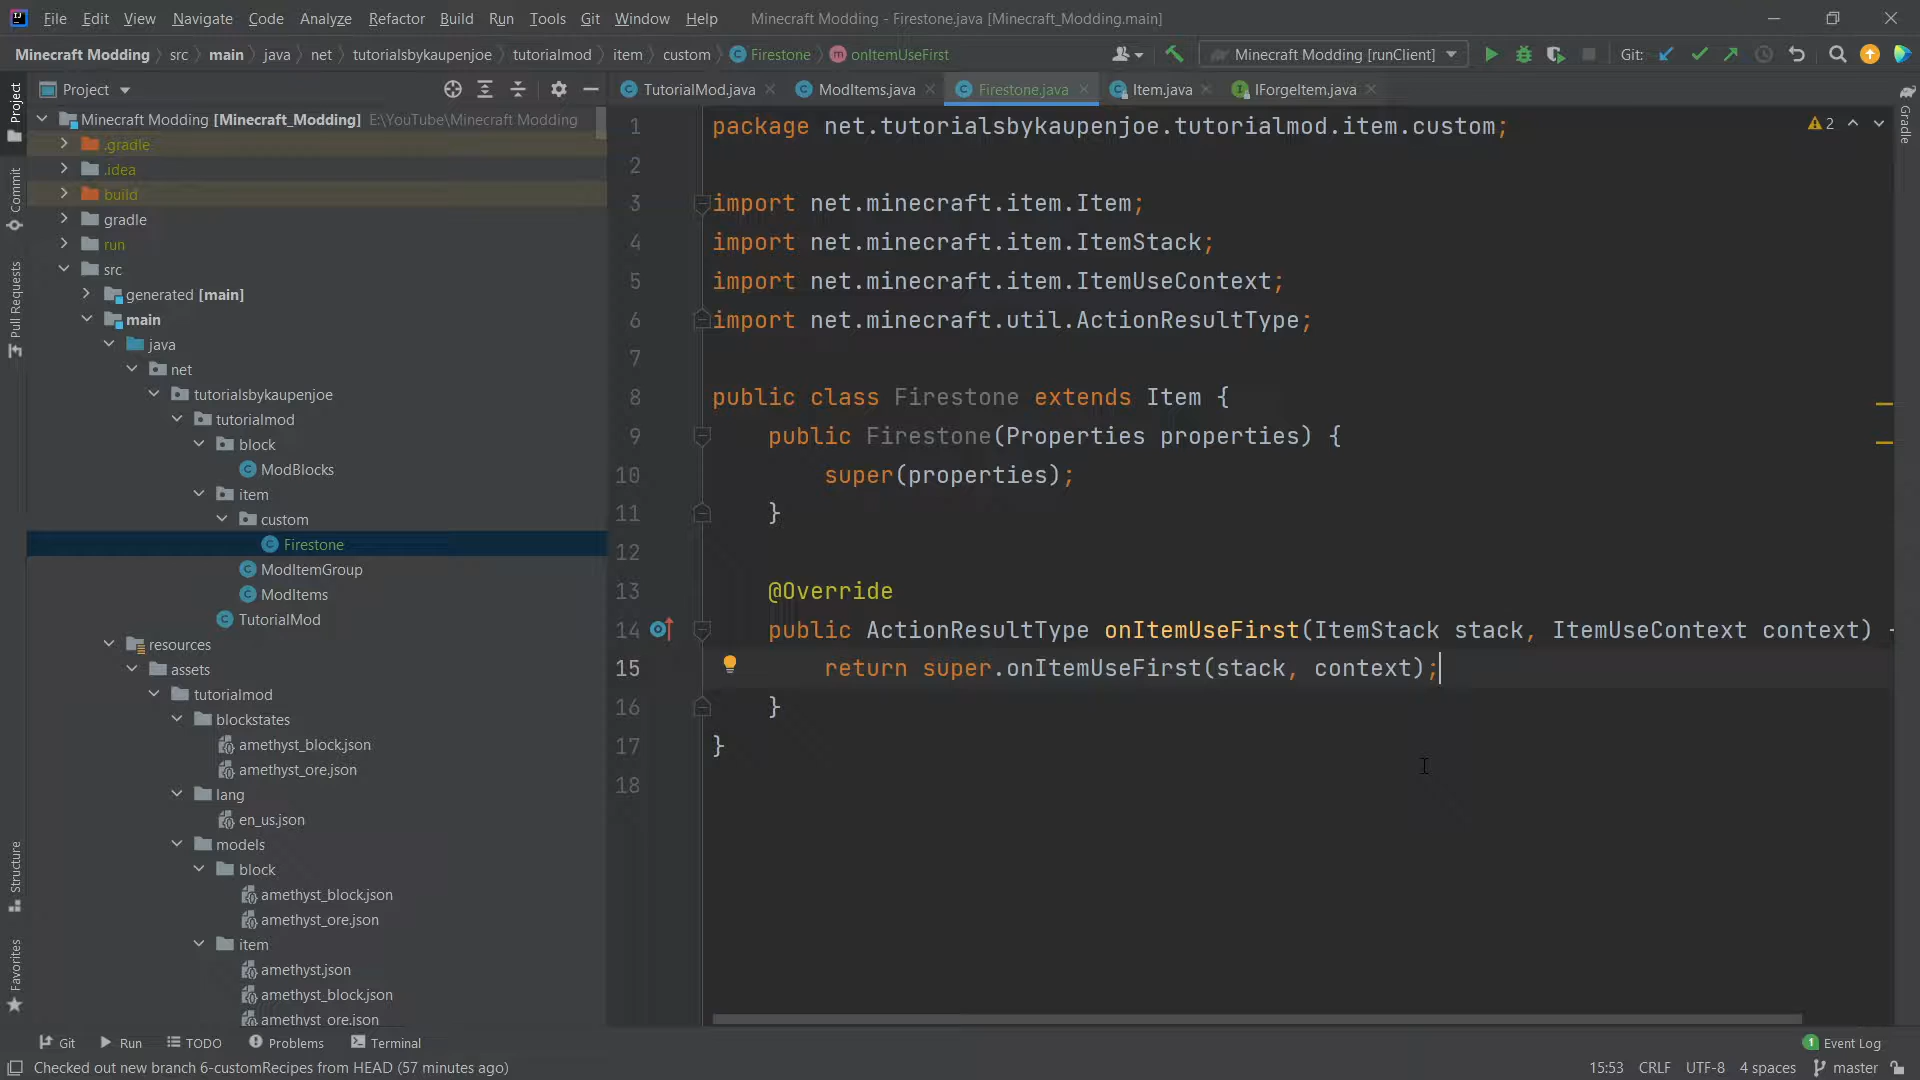 File Edit View Navigate Code Analyze Refactor Build Run Tools Git Window Help Minecraft Modding - Firestone.java [Minecraft_Modding.main]
Minecraft Modding src main java net tutorialsbykaupenjoe tutorialmod item custom Firestone onItemUseFirst Minecraft Modding [runClient] Git:
Project
TutorialMod.java ModItems.java Firestone.java Item.java IForgeItem.java
Project
Commit
Pull Requests
Structure
Favorites
Gradle
Minecraft Modding [Minecraft_Modding] E:\YouTube\Minecraft Modding
.gradle
.idea
build
gradle
run
src
generated [main]
main
java
net
tutorialsbykaupenjoe
tutorialmod
block
ModBlocks
item
custom
Firestone
ModItemGroup
ModItems
TutorialMod
resources
assets
tutorialmod
blockstates
amethyst_block.json
amethyst_ore.json
lang
en_us.json
models
block
amethyst_block.json
amethyst_ore.json
item
amethyst.json
amethyst_block.json
amethyst_ore.json
2
1 package net.tutorialsbykaupenjoe.tutorialmod.item.custom;
2
3 import net.minecraft.item.Item;
4 import net.minecraft.item.ItemStack;
5 import net.minecraft.item.ItemUseContext;
6 import net.minecraft.util.ActionResultType;
7
8 public class Firestone extends Item {
9 public Firestone(Properties properties) {
10 super(properties);
11 }
12
13 @Override
14 public ActionResultType onItemUseFirst(ItemStack stack, ItemUseContext context)
15 return super.onItemUseFirst(stack, context);
16 }
17 }
18
Git Run TODO Problems Terminal 1 Event Log
Checked out new branch 6-customRecipes from HEAD (57 minutes ago) 15:53 CRLF UTF-8 4 spaces master